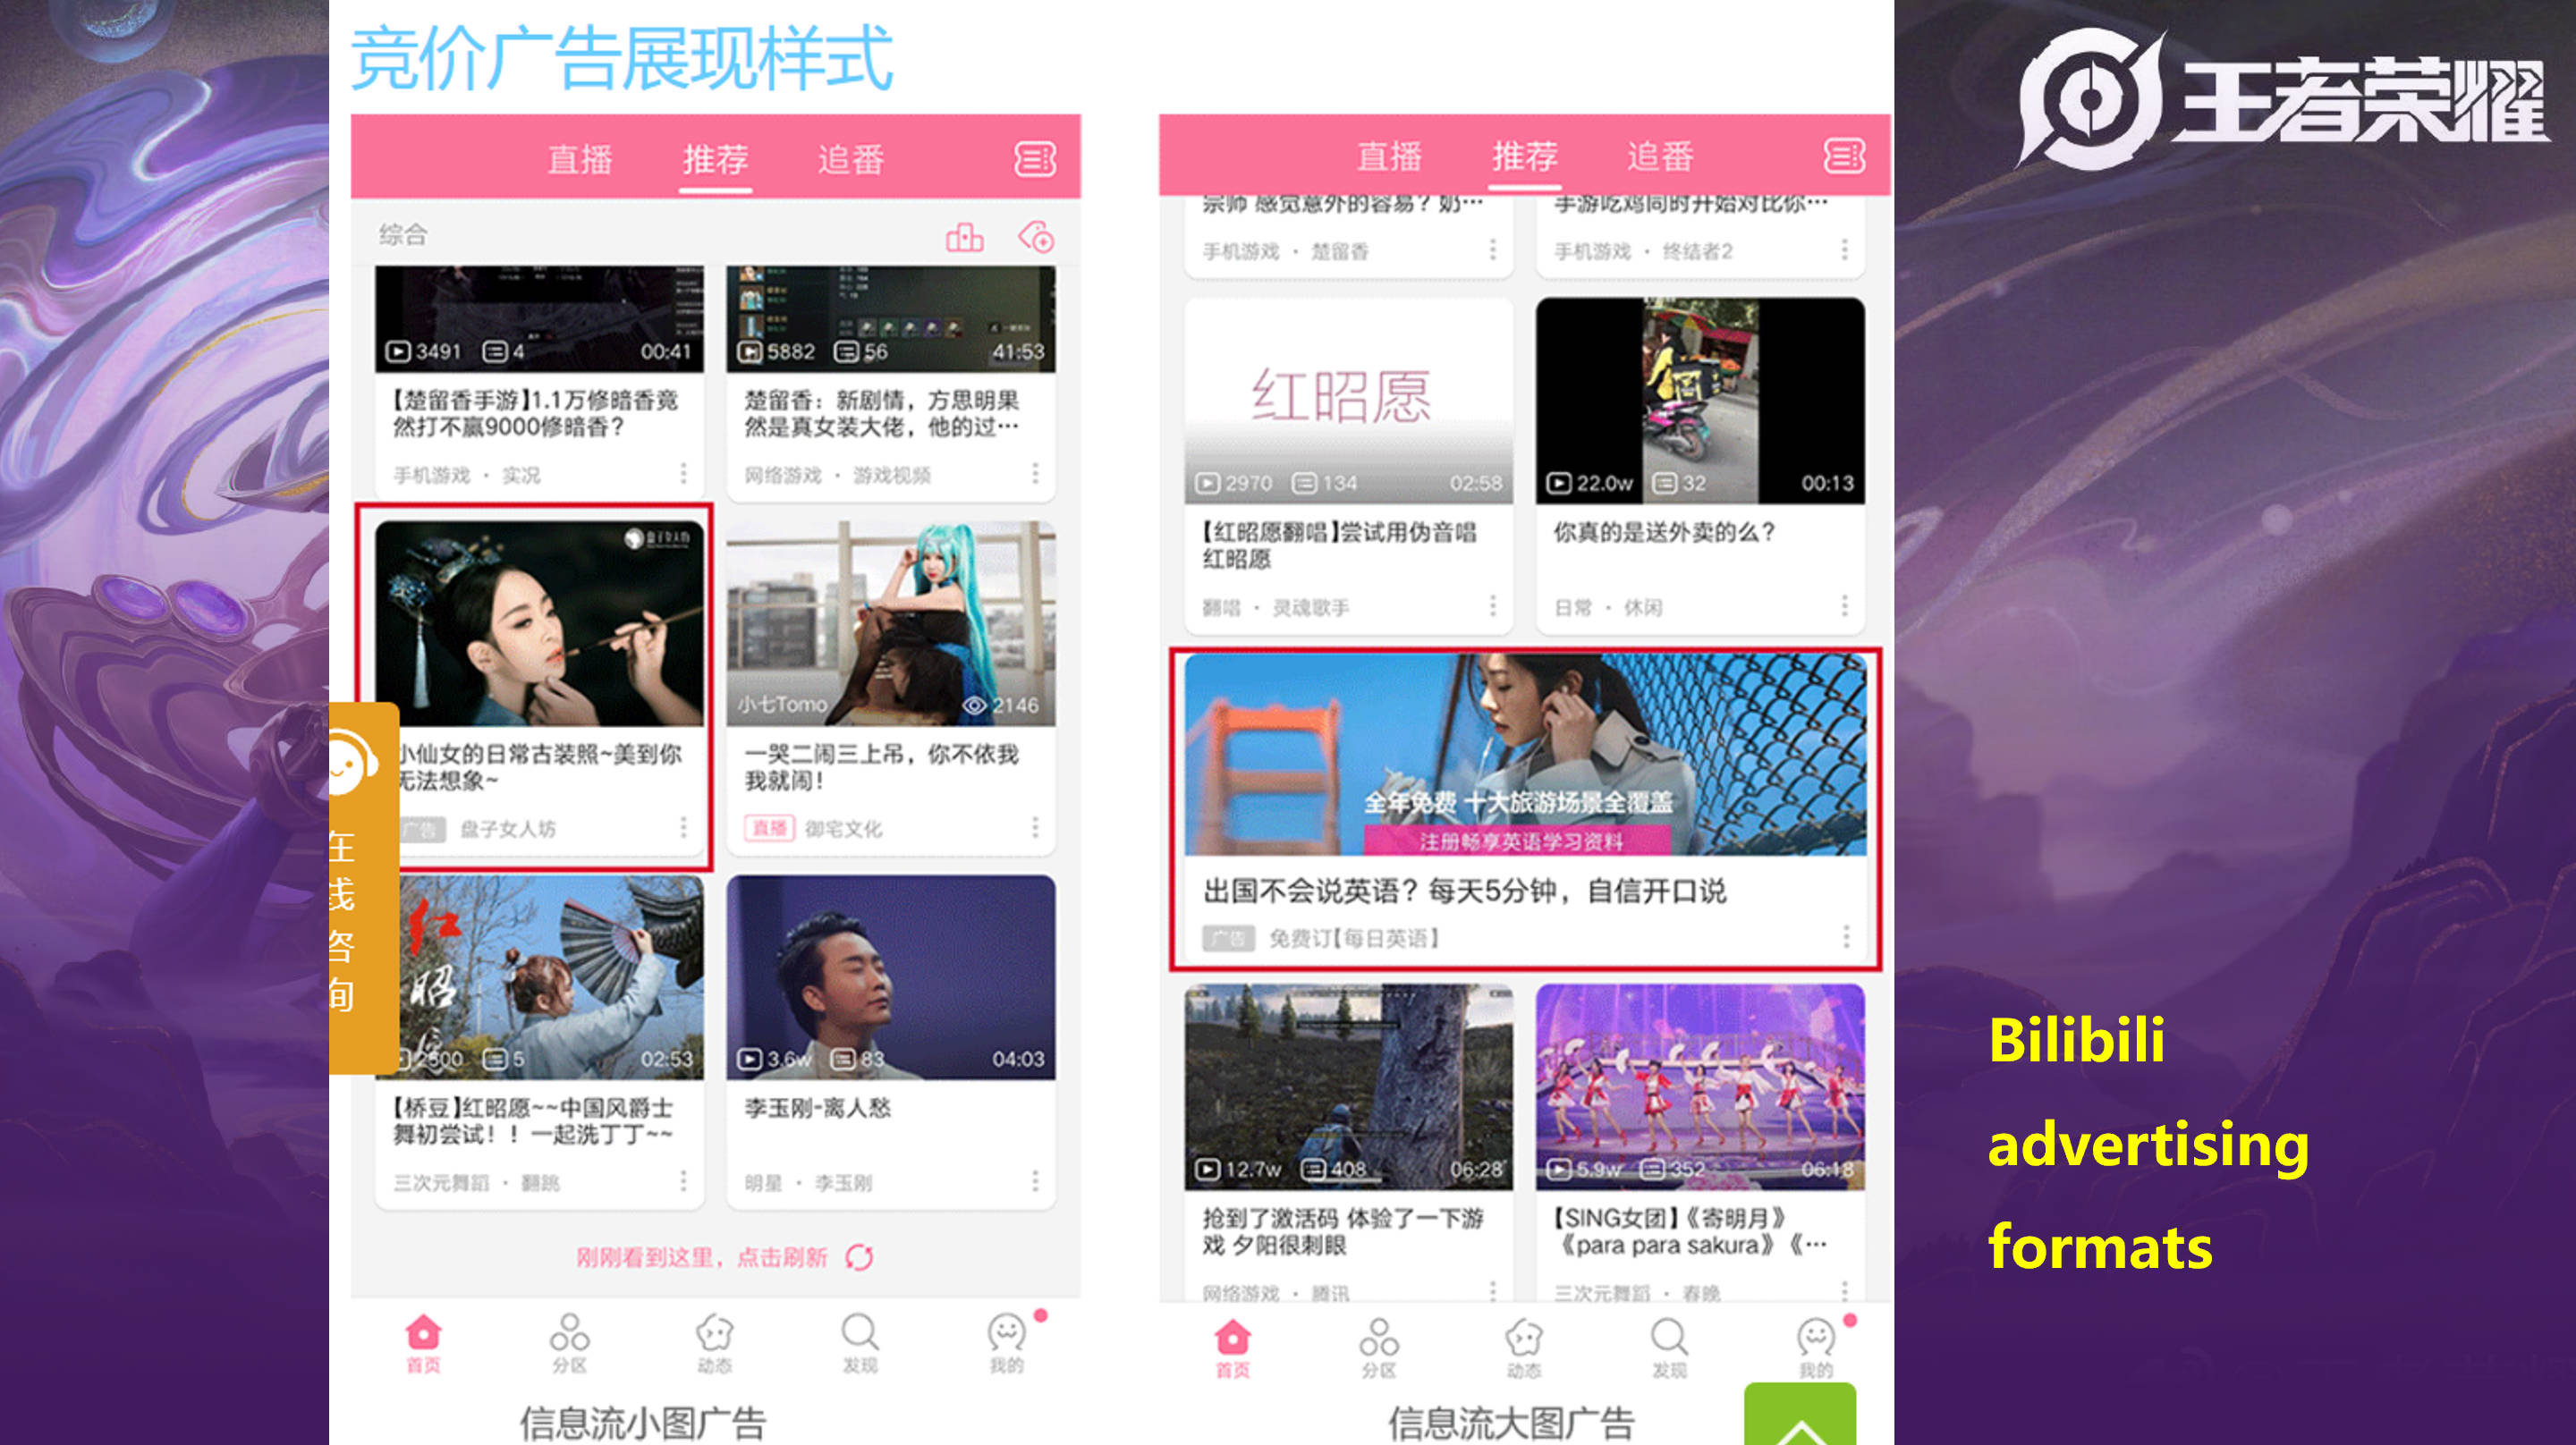 竞价广告展现样式
王者荣耀
直播 推荐 追番
综合
3491 4 00:41
5882 56 41:53
【楚留香手游】1.1万修暗香竟
然打不赢9000修暗香？
手机游戏 · 实况
楚留香：新剧情，方思明果
然是真女装大佬，他的过…
网络游戏 · 游戏视频
盘子女人坊
小仙女的日常古装照~美到你
无法想象~
广告 盘子女人坊
小七Tomo 2146
一哭二闹三上吊，你不依我
我就闹！
直播 御宅文化
在
线
咨
询
红
昭
2500 5 02:53
【桥豆】红昭愿~~中国风爵士
舞初尝试！！一起洗丁丁~~
三次元舞蹈 · 翻跳
3.6w 83 04:03
李玉刚-离人愁
明星 · 李玉刚
刚刚看到这里，点击刷新
首页 分区 动态 发现 我的
信息流小图广告
直播 推荐 追番
宗师 感觉意外的容易？奶…
手机游戏 · 楚留香
手游吃鸡同时开始对比你…
手机游戏 · 终结者2
红昭愿
2970 134 02:58
【红昭愿翻唱】尝试用伪音唱
红昭愿
翻唱 · 灵魂歌手
22.0w 32 00:13
你真的是送外卖的么？
日常 · 休闲
全年免费 十大旅游场景全覆盖
注册畅享英语学习资料
出国不会说英语？每天5分钟，自信开口说
广告 免费订【每日英语】
12.7w 408 06:28
抢到了激活码 体验了一下游
戏 夕阳很刺眼
网络游戏 · 腾讯
5.9w 352 06:18
【SING女团】《寄明月》
《para para sakura》《…
三次元舞蹈 · 春晚
首页 分区 动态 发现 我的
信息流大图广告
Bilibili
advertising
formats